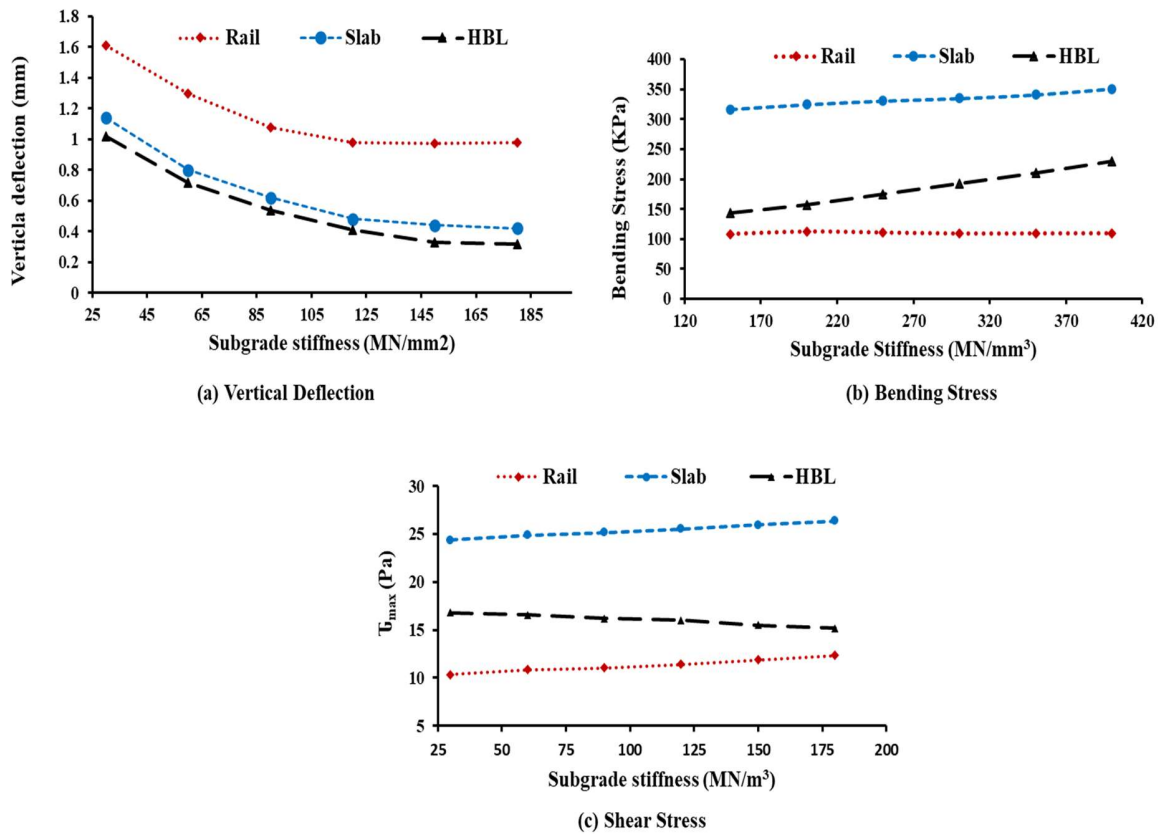 Rail Slab HBL
Verticla deflection (mm)
1.8
1.6
1.4
1.2
1
0.8
0.6
0.4
0.2
0
25 45 65 85 105 125 145 165 185
Subgrade stiffness (MN/mm2)
(a) Vertical Deflection
Rail Slab HBL
Bending Stress (KPa)
400
350
300
250
200
150
100
50
0
120 170 220 270 320 370 420
Subgrade Stiffness (MN/mm³)
(b) Bending Stress
Rail Slab HBL
Ʊmax (Pa)
30
25
20
15
10
5
25 50 75 100 125 150 175 200
Subgrade stiffness (MN/m³)
(c) Shear Stress